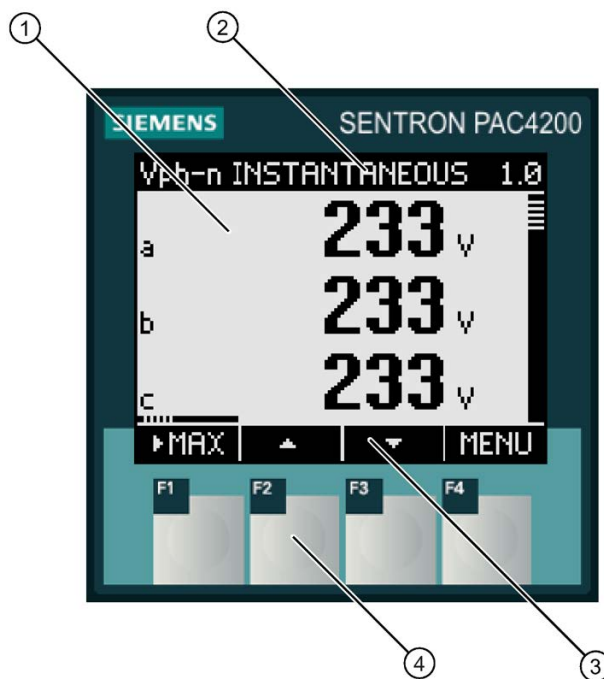 1
2
SIEMENS
SENTRON PAC4200
Vph-n INSTANTANEOUS 1.0
a 233 V
b 233 V
c 233 V
MAX
MENU
F1 F2 F3 F4
4
3